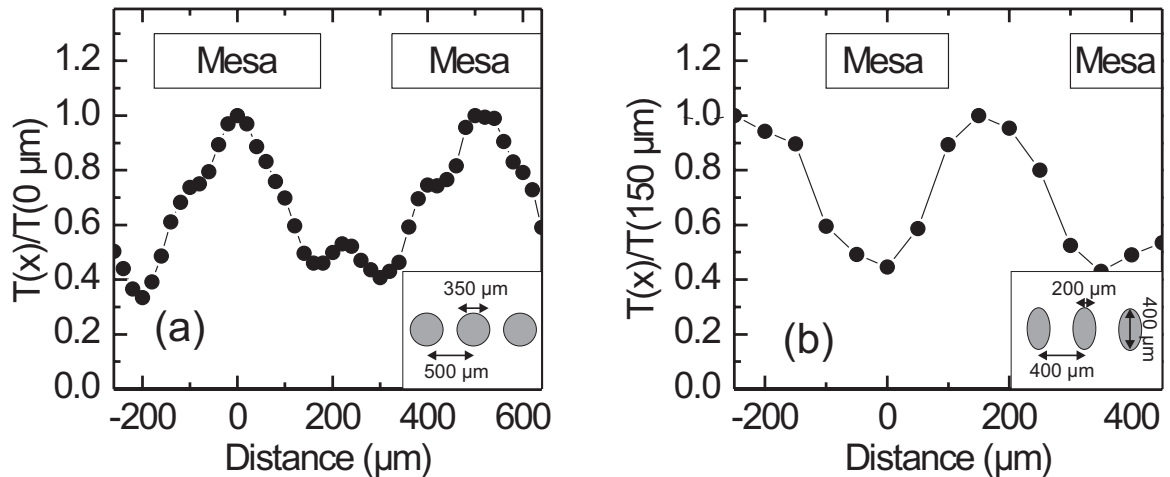 T(x)/T(0 μm)
1.2
1.0
0.8
0.6
0.4
0.2
0.0
Mesa
Mesa
(a)
350 μm
500 μm
-200
0
200
400
600
Distance (μm)
T(x)/T(150 μm)
1.2
1.0
0.8
0.6
0.4
0.2
0.0
Mesa
Mesa
(b)
200 μm
400 μm
400 μm
-200
0
200
400
Distance (μm)